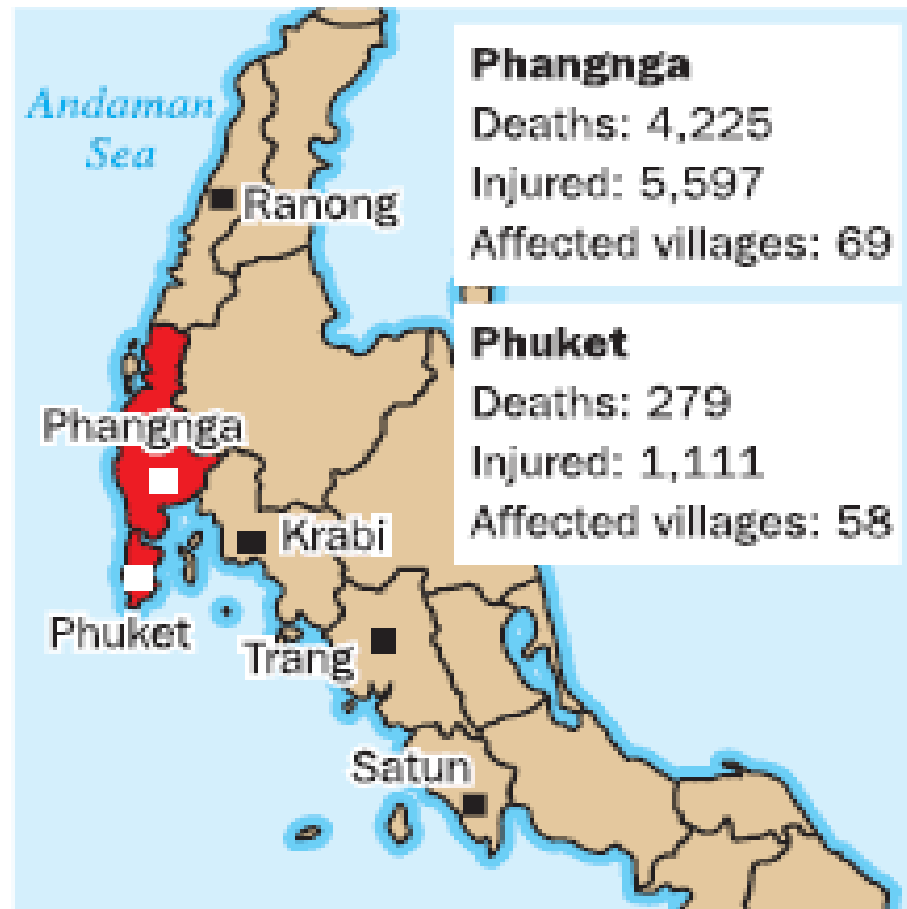 Andaman
Sea
Ranong
Phangnga
Deaths: 4,225
Injured: 5,597
Affected villages: 69
Phuket
Deaths: 279
Injured: 1,111
Affected villages: 58
Phangnga
Krabi
Phuket
Trang
Satun